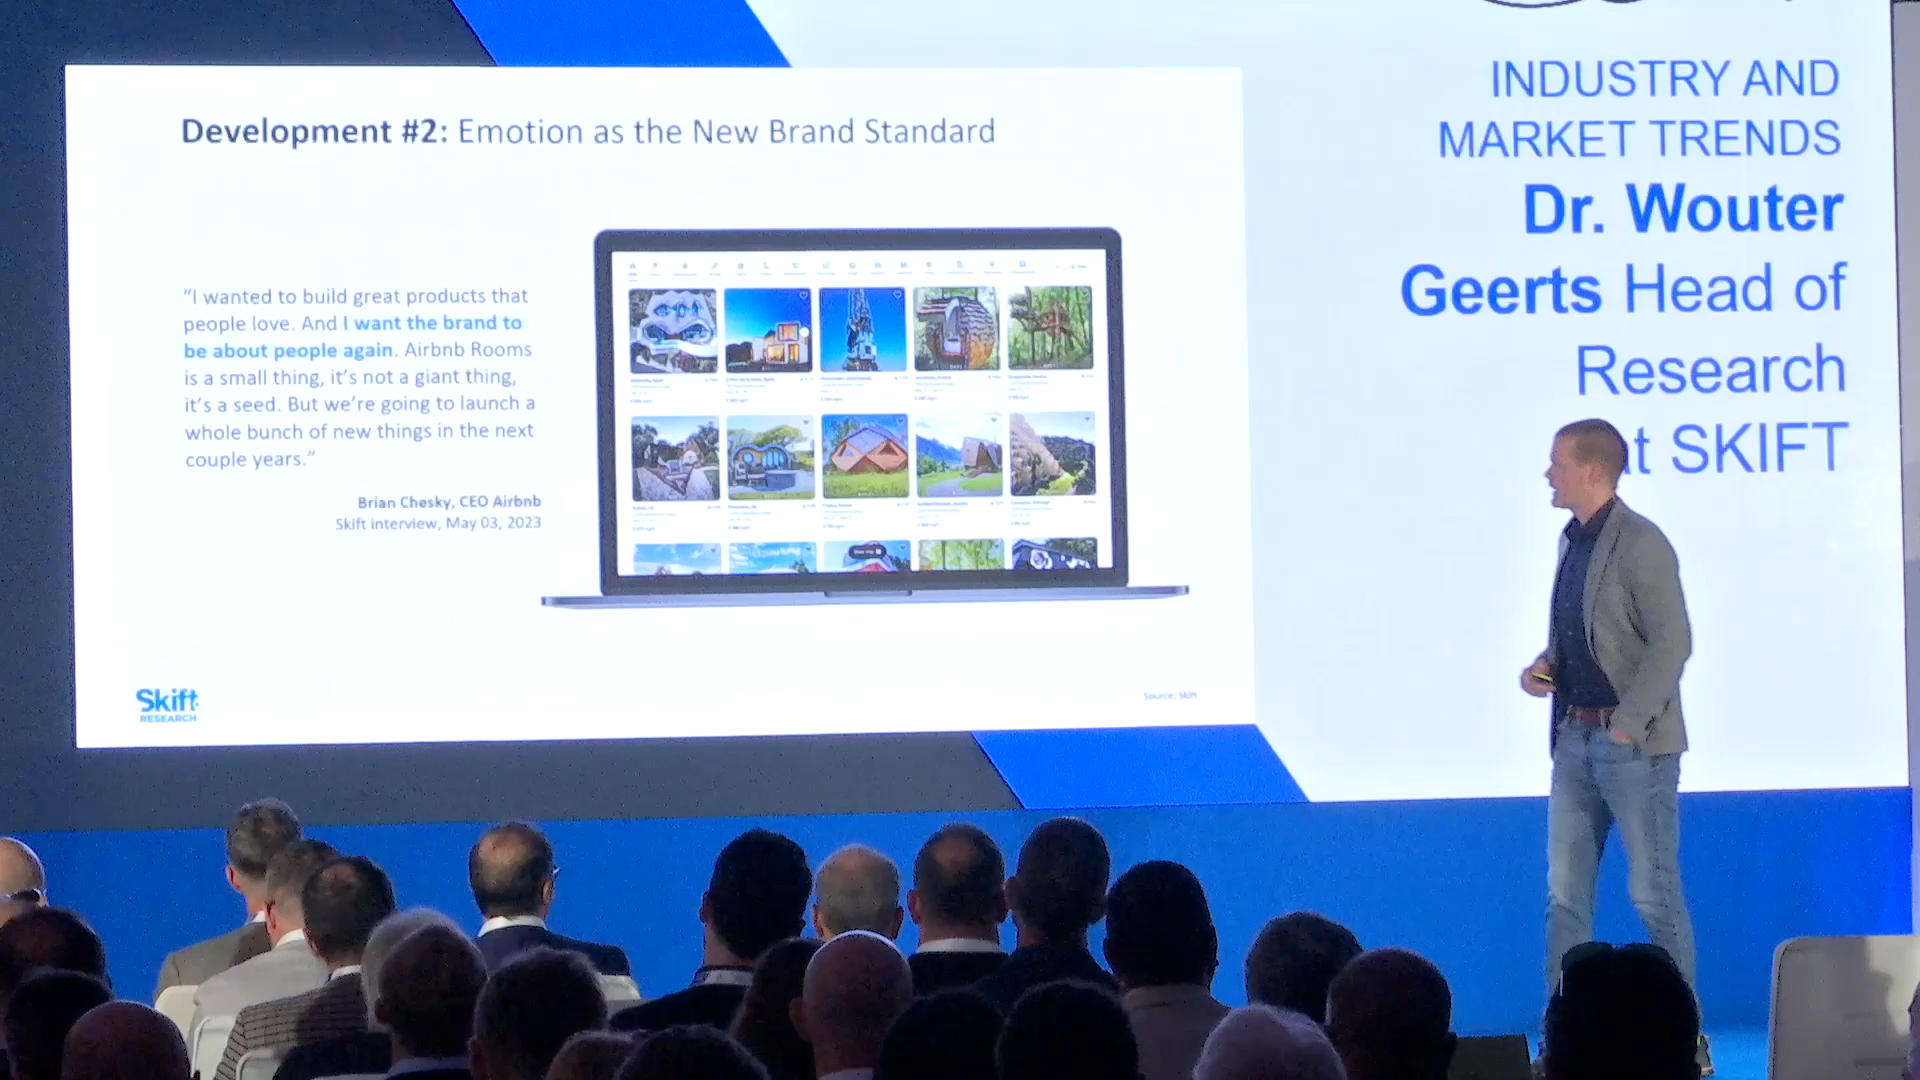 Development #2: Emotion as the New Brand Standard
“I wanted to build great products that
people love. And I want the brand to
be about people again. Airbnb Rooms
is a small thing, it’s not a giant thing,
it’s a seed. But we’re going to launch a
whole bunch of new things in the next
couple years.”
Brian Chesky, CEO Airbnb
Skift interview, May 03, 2023
Skift
RESEARCH
Source: Skift
INDUSTRY AND
MARKET TRENDS
Dr. Wouter
Geerts Head of
Research
at SKIFT